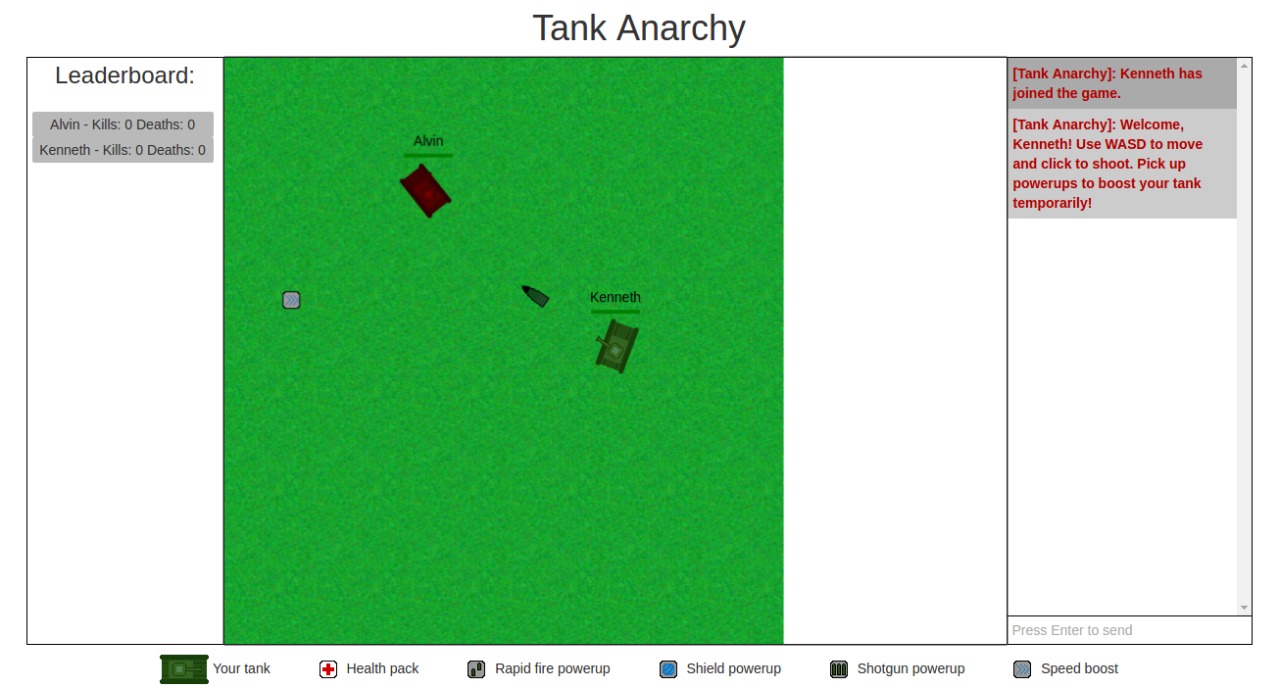 Tank Anarchy
Leaderboard:
Alvin - Kills: 0 Deaths: 0
Kenneth - Kills: 0 Deaths: 0
Alvin
Kenneth
[Tank Anarchy]: Kenneth has
joined the game.
[Tank Anarchy]: Welcome,
Kenneth! Use WASD to move
and click to shoot. Pick up
powerups to boost your tank
temporarily!
Press Enter to send
Your tank
Health pack
Rapid fire powerup
Shield powerup
Shotgun powerup
Speed boost